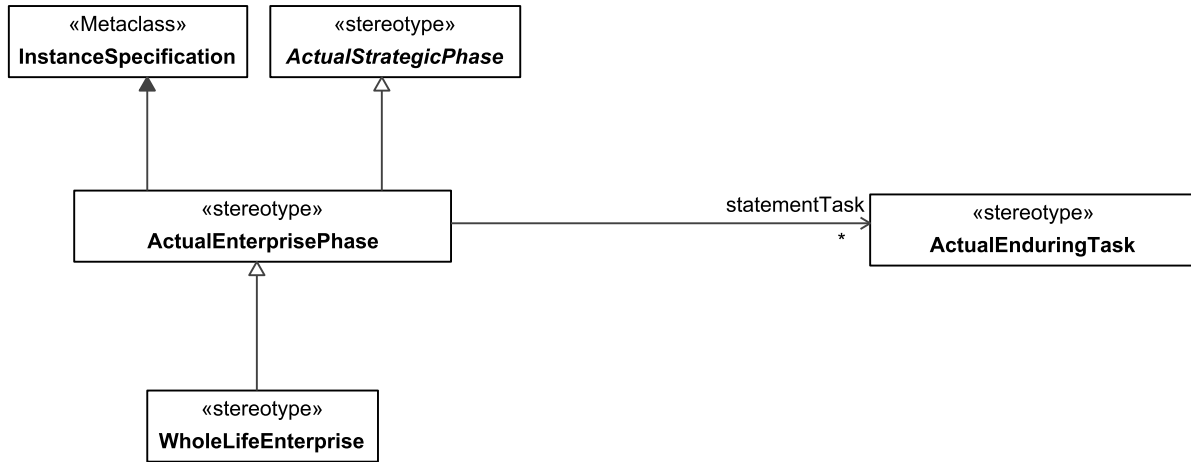 «Metaclass»
InstanceSpecification
«stereotype»
ActualStrategicPhase
«stereotype»
ActualEnterprisePhase
statementTask
*
«stereotype»
ActualEnduringTask
«stereotype»
WholeLifeEnterprise